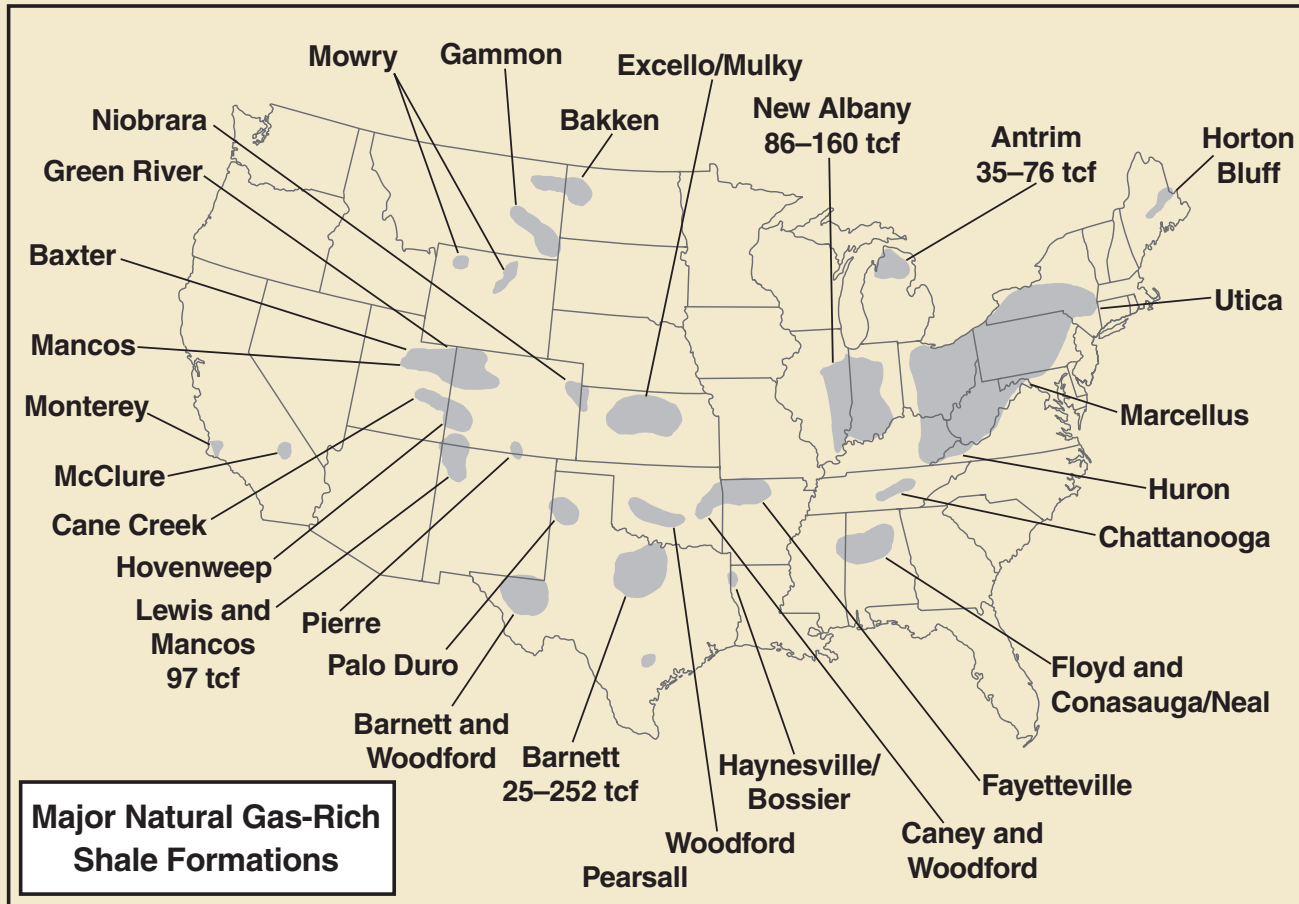 Mowry
Gammon
Excello/Mulky
Niobrara
Bakken
New Albany
86–160 tcf
Antrim
35–76 tcf
Horton
Bluff
Green River
Baxter
Utica
Mancos
Monterey
Marcellus
McClure
Huron
Cane Creek
Chattanooga
Hovenweep
Lewis and
Mancos
97 tcf
Pierre
Palo Duro
Floyd and
Conasauga/Neal
Barnett and
Woodford
Barnett
25–252 tcf
Haynesville/
Bossier
Fayetteville
Woodford
Caney and
Woodford
Pearsall
Major Natural Gas-Rich
Shale Formations